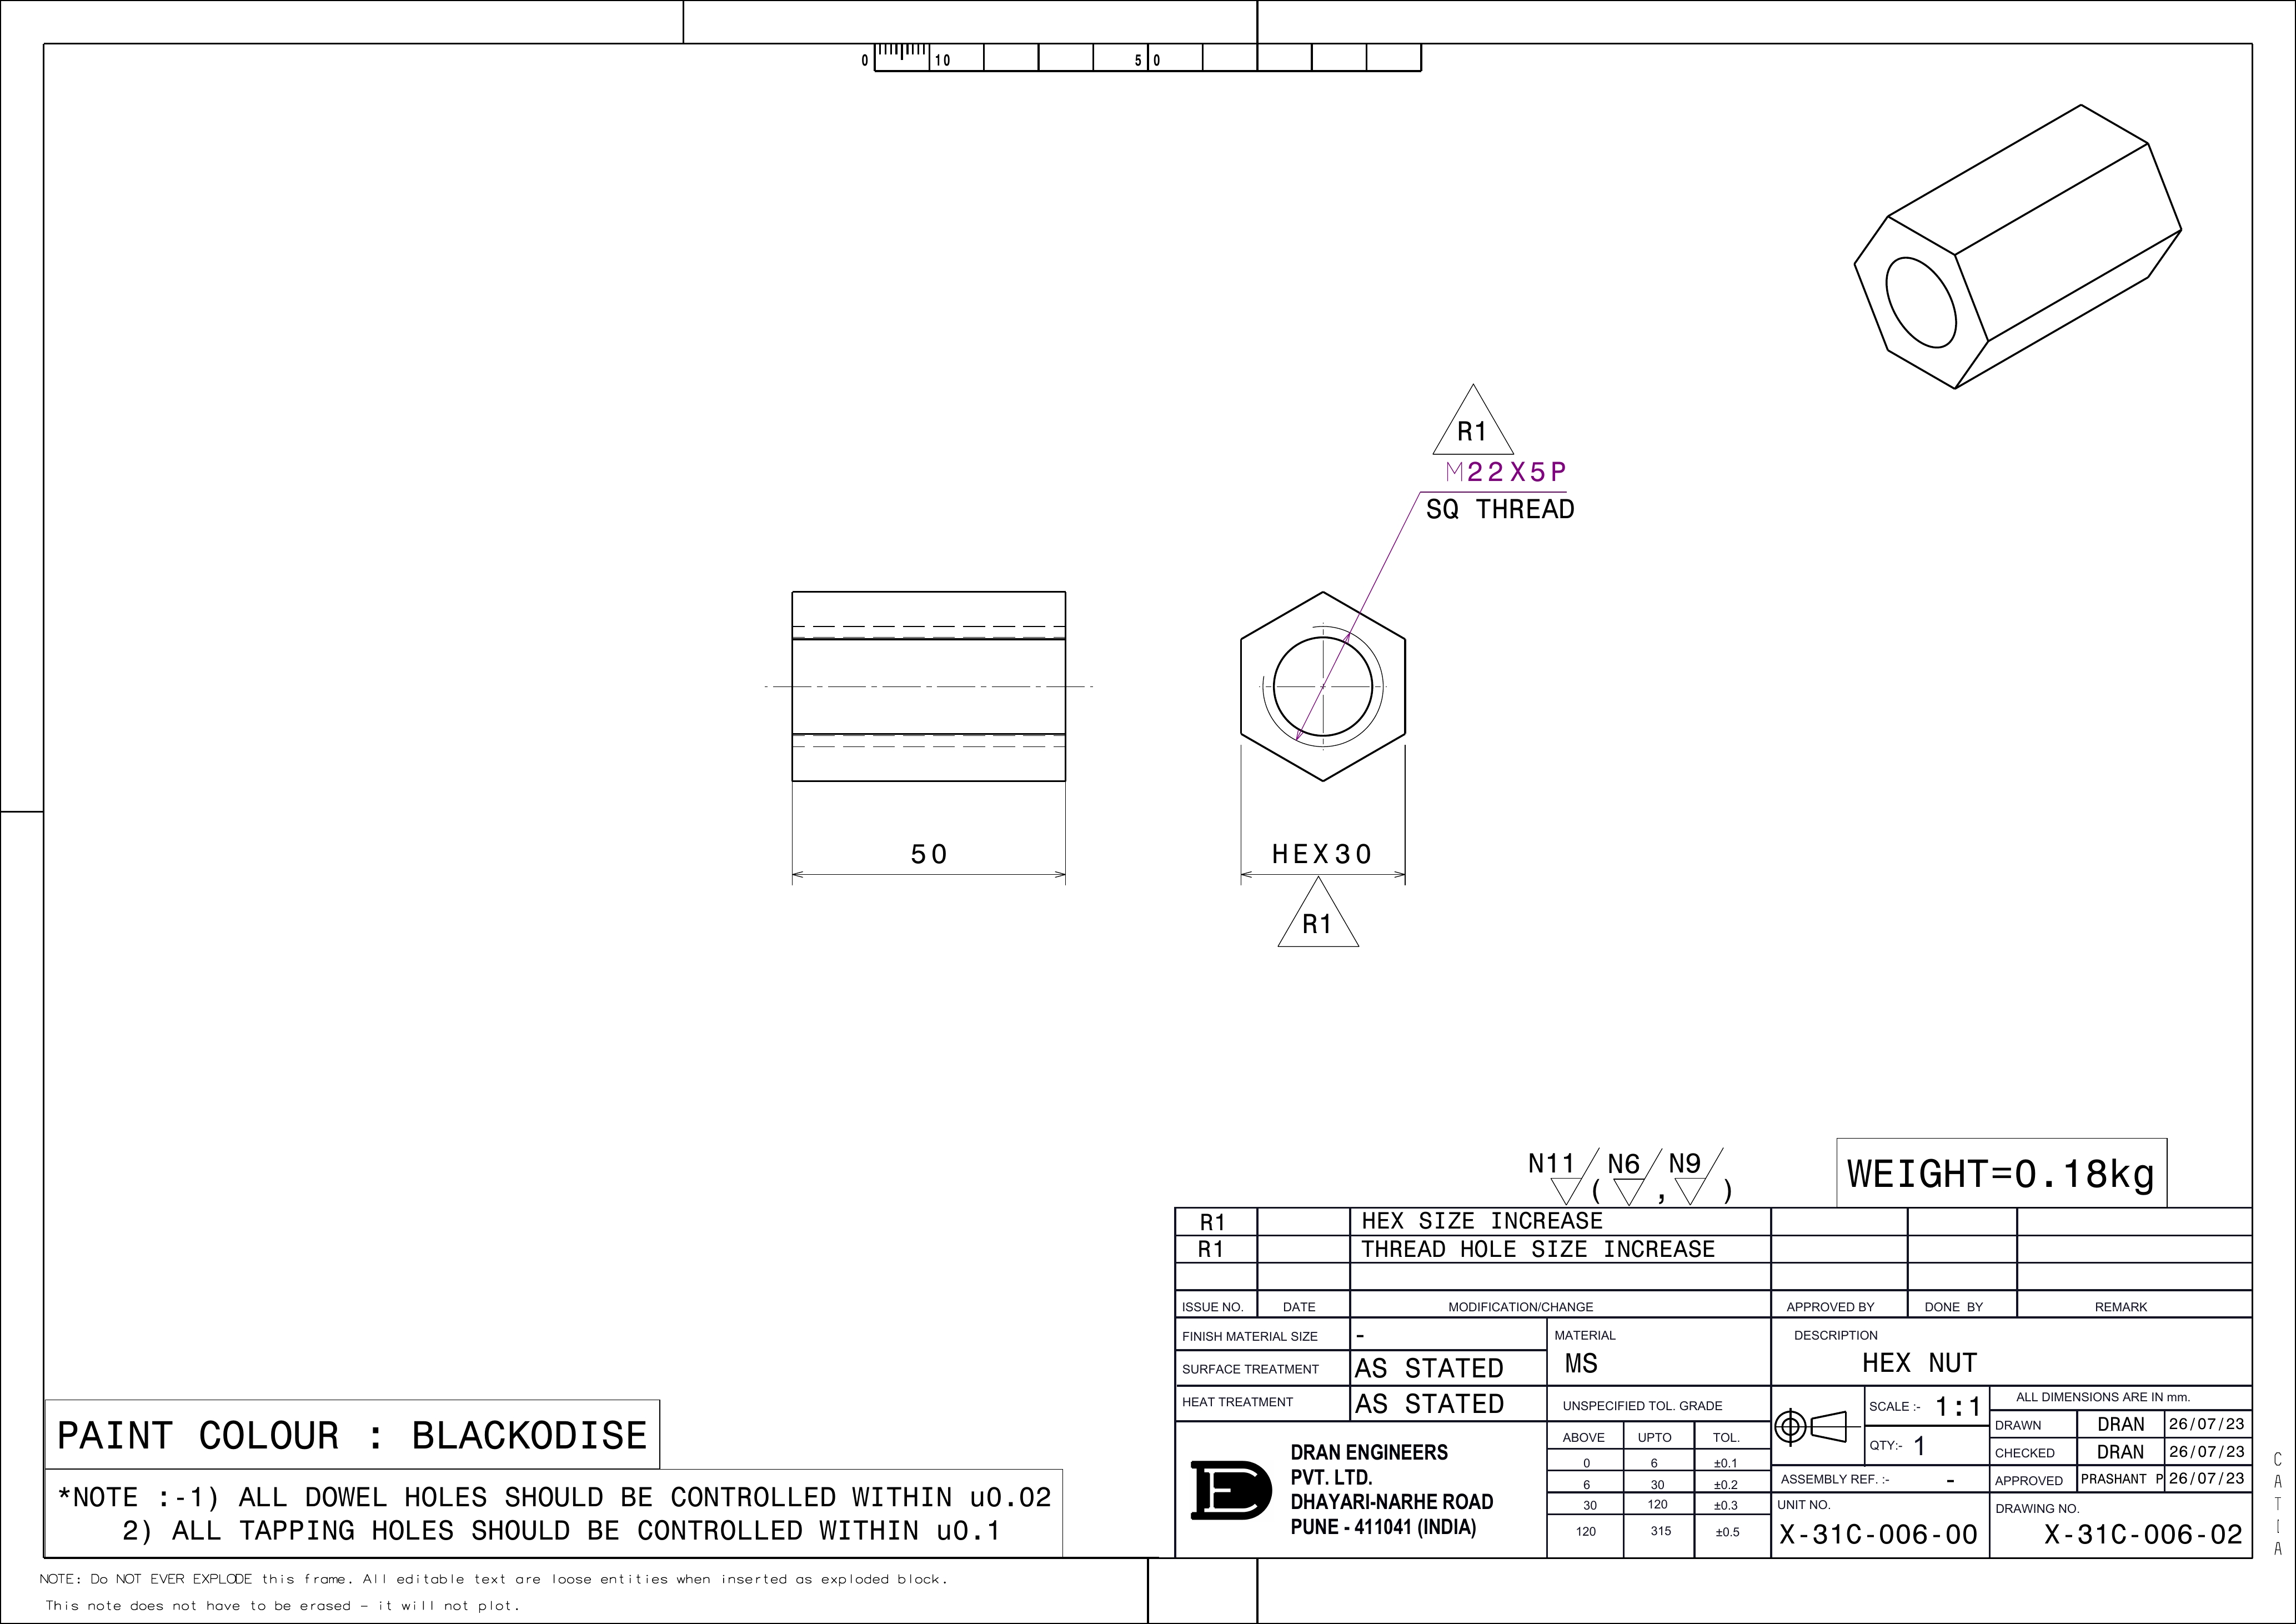 0 10 50
R1
M22X5P
SQ THREAD
50
HEX30
R1
N11 ( N6 , N9 )
WEIGHT=0.18kg
R1 HEX SIZE INCREASE
R1 THREAD HOLE SIZE INCREASE
ISSUE NO. DATE MODIFICATION/CHANGE APPROVED BY DONE BY REMARK
FINISH MATERIAL SIZE -
SURFACE TREATMENT AS STATED
HEAT TREATMENT AS STATED
MATERIAL
MS
DESCRIPTION
HEX NUT
UNSPECIFIED TOL. GRADE
ABOVE UPTO TOL.
0 6 ±0.1
6 30 ±0.2
30 120 ±0.3
120 315 ±0.5
SCALE :- 1:1
QTY:- 1
ALL DIMENSIONS ARE IN mm.
DRAWN DRAN 26/07/23
CHECKED DRAN 26/07/23
APPROVED PRASHANT P 26/07/23
ASSEMBLY REF. :- -
UNIT NO.
X-31C-006-00
DRAWING NO.
X-31C-006-02
DE
DRAN ENGINEERS
PVT. LTD.
DHAYARI-NARHE ROAD
PUNE - 411041 (INDIA)
PAINT COLOUR : BLACKODISE
*NOTE :-1) ALL DOWEL HOLES SHOULD BE CONTROLLED WITHIN u0.02
2) ALL TAPPING HOLES SHOULD BE CONTROLLED WITHIN u0.1
CATIA
NOTE: Do NOT EVER EXPLODE this frame. All editable text are loose entities when inserted as exploded block.
This note does not have to be erased - it will not plot.